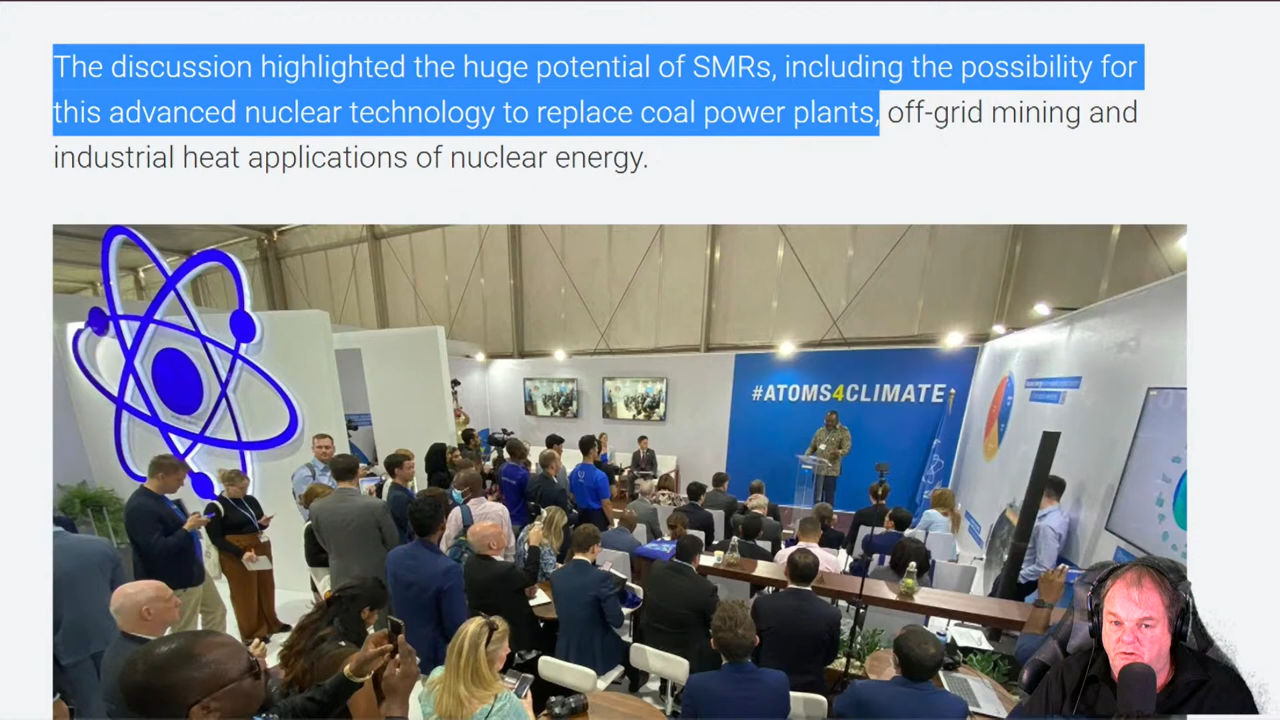 The discussion highlighted the huge potential of SMRs, including the possibility for
this advanced nuclear technology to replace coal power plants, off-grid mining and
industrial heat applications of nuclear energy.
#ATOMS4CLIMATE